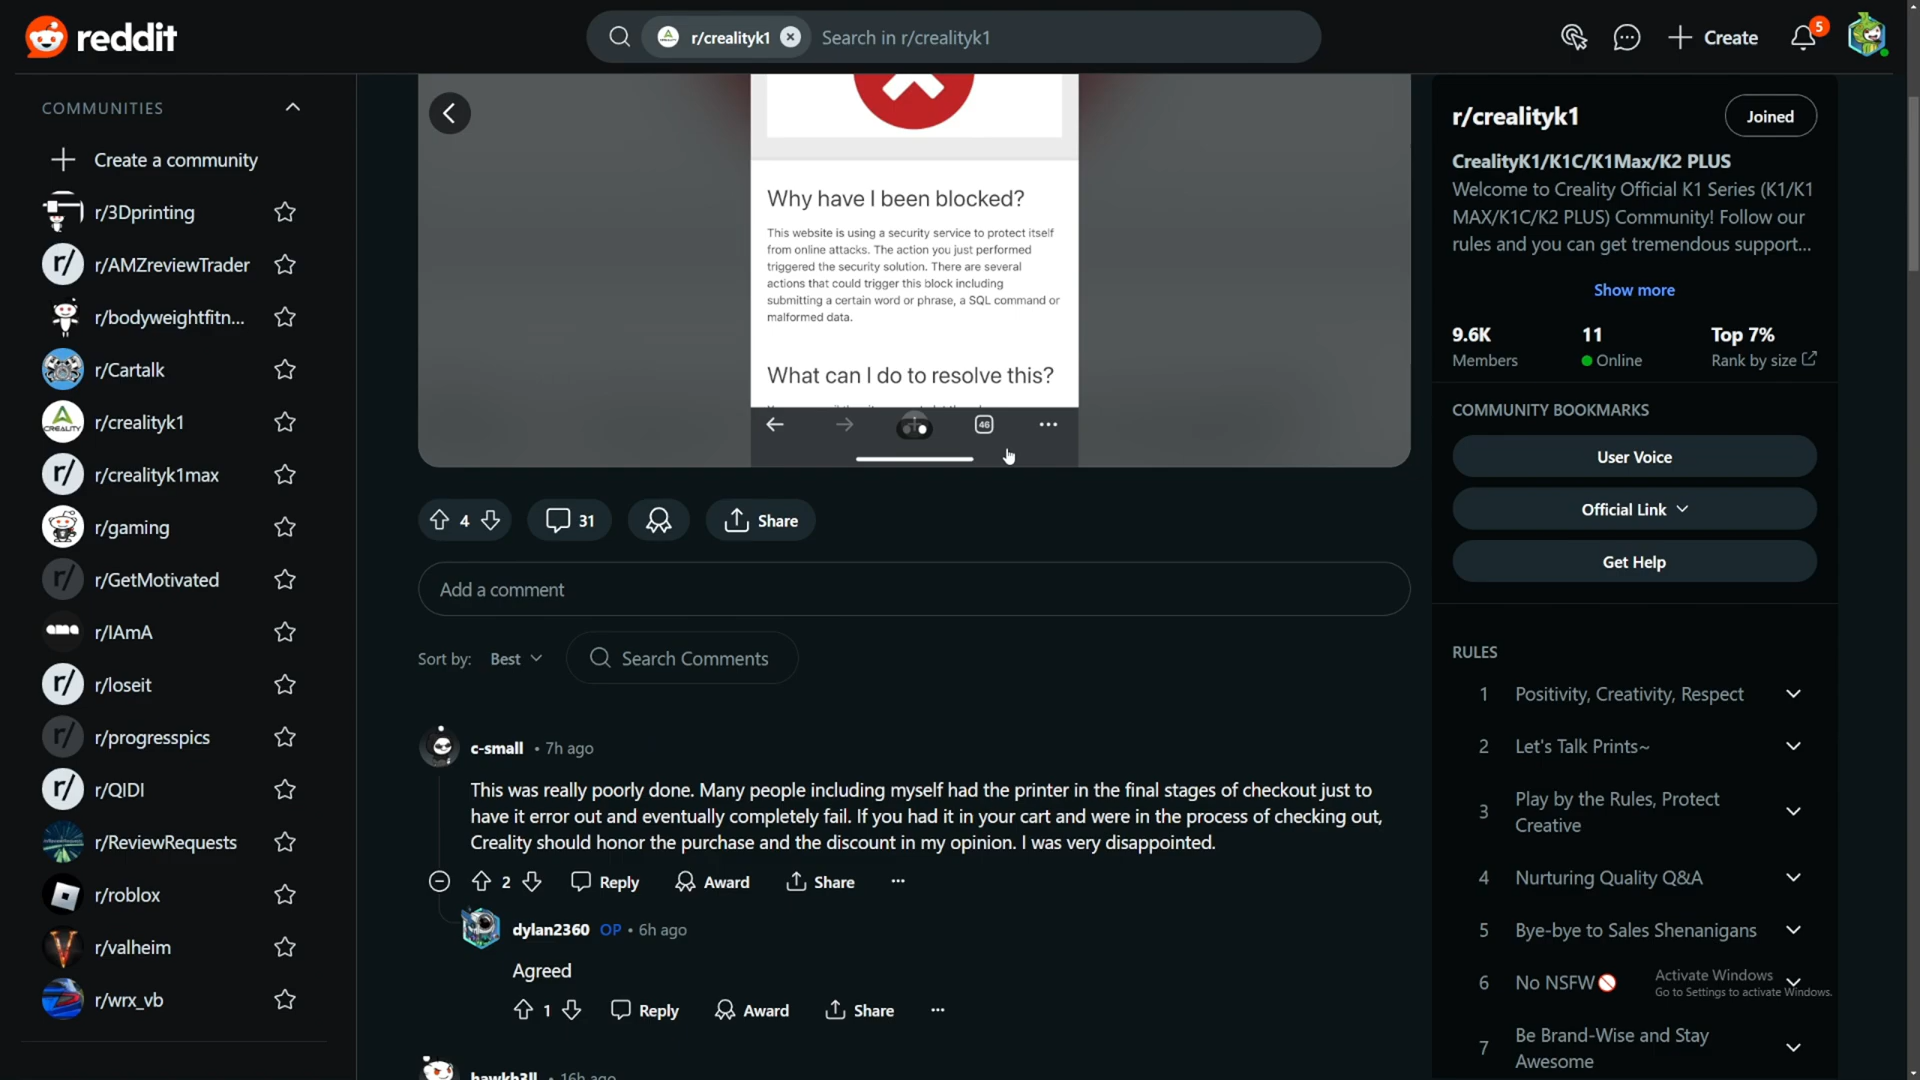 reddit
r/crealityk1
Search in r/crealityk1
Create
5
COMMUNITIES
Create a community
r/3Dprinting
r/AMZreviewTrader
r/bodyweightfitn...
r/Cartalk
CREALITY
r/crealityk1
r/
r/crealityk1max
r/gaming
r/
r/GetMotivated
ama
r/IAmA
r/
r/loseit
r/
r/progresspics
r/
r/QIDI
r/ReviewRequests
r/roblox
r/valheim
r/wrx_vb
Why have I been blocked?
This website is using a security service to protect itself
from online attacks. The action you just performed
triggered the security solution. There are several
actions that could trigger this block including
submitting a certain word or phrase, a SQL command or
malformed data.
What can I do to resolve this?
46
4
31
Share
Add a comment
Sort by:
Best
Search Comments
c-small • 7h ago
This was really poorly done. Many people including myself had the printer in the final stages of checkout just to
have it error out and eventually completely fail. If you had it in your cart and were in the process of checking out,
Creality should honor the purchase and the discount in my opinion. I was very disappointed.
2
Reply
Award
Share
dylan2360 OP • 6h ago
Agreed
1
Reply
Award
Share
hawkh3ll • 16h ago
r/crealityk1
Joined
CrealityK1/K1C/K1Max/K2 PLUS
Welcome to Creality Official K1 Series (K1/K1
MAX/K1C/K2 PLUS) Community! Follow our
rules and you can get tremendous support...
Show more
9.6K
Members
11
Online
Top 7%
Rank by size
COMMUNITY BOOKMARKS
User Voice
Official Link
Get Help
RULES
1 Positivity, Creativity, Respect
2 Let's Talk Prints~
3 Play by the Rules, Protect
Creative
4 Nurturing Quality Q&A
5 Bye-bye to Sales Shenanigans
6 No NSFW🚫
Activate Windows
Go to Settings to activate Windows.
7 Be Brand-Wise and Stay
Awesome